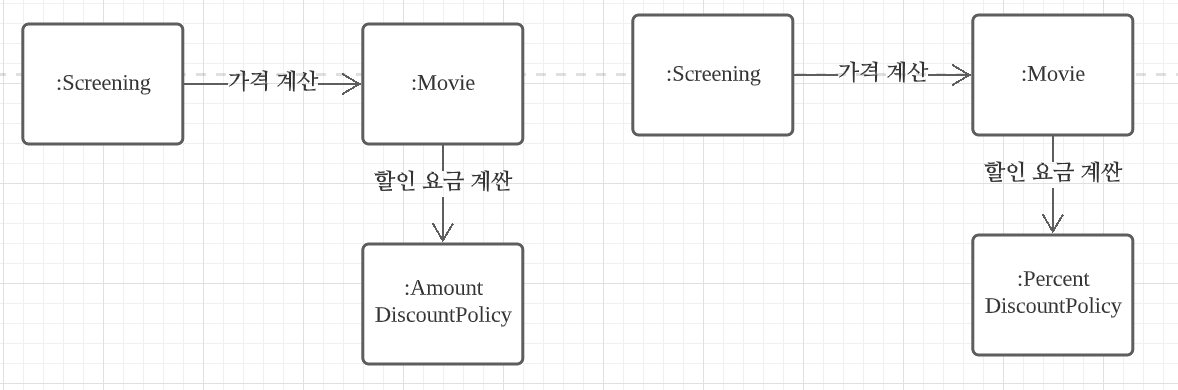 :Screening
가격 계산
:Movie
할인 요금 계싼
:Amount
DiscountPolicy
:Screening
가격 계산
:Movie
할인 요금 계싼
:Percent
DiscountPolicy